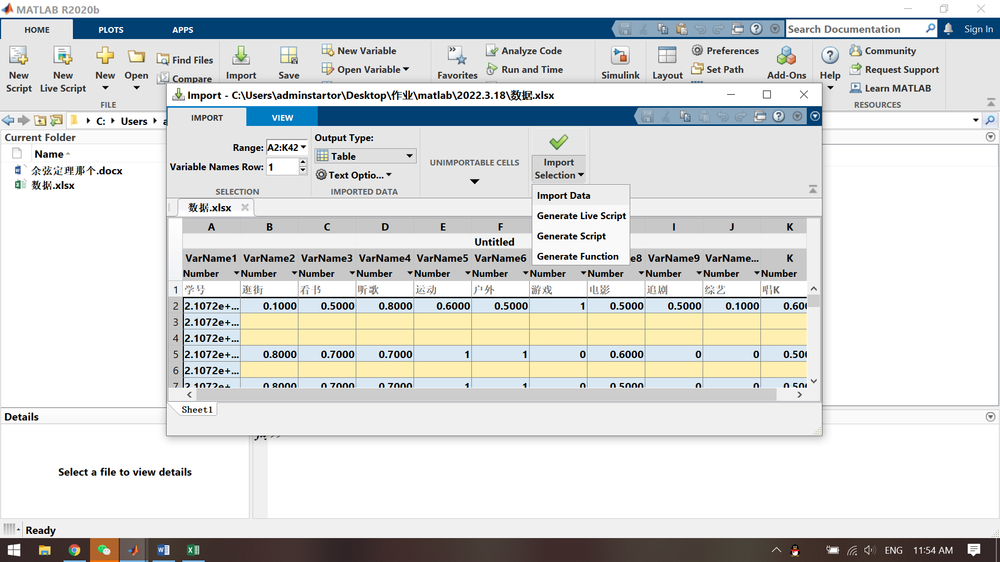 MATLAB R2020b
HOME PLOTS APPS
Search Documentation
Sign In
New Script
New Live Script
New
Open
Find Files
Compare
FILE
Import
Save
New Variable
Open Variable
Favorites
Analyze Code
Run and Time
Simulink
Layout
Preferences
Set Path
Add-Ons
Help
Community
Request Support
Learn MATLAB
RESOURCES
C: Users
Current Folder
Name
余弦定理那个.docx
数据.xlsx
Import - C:\Users\adminstartor\Desktop\作业\matlab\2022.3.18\数据.xlsx
IMPORT VIEW
Range: A2:K42
Variable Names Row: 1
SELECTION
Output Type:
Table
Text Optio...
IMPORTED DATA
UNIMPORTABLE CELLS
Import Selection
Import Data
Generate Live Script
Generate Script
Generate Function
数据.xlsx
A B C D E F I J K
Untitled
VarName1 VarName2 VarName3 VarName4 VarName5 VarName6 e8 VarName9 VarName... K
Number Number Number Number Number Number Number Number Number Number Number
1 学号 逛街 看书 听歌 运动 户外 游戏 电影 追剧 综艺 唱K
2 2.1072e+... 0.1000 0.5000 0.8000 0.6000 0.5000 1 0.5000 0.5000 0.1000 0.600
3 2.1072e+...
4 2.1072e+...
5 2.1072e+... 0.8000 0.7000 0.7000 1 1 0 0.6000 0 0 0.500
6 2.1072e+...
7 2.1072e+... 0.8000 0.7000 0.7000 1 1 0 0.5000 0 0 0.500
Sheet1
Details
Select a file to view details
Ready
ENG 11:54 AM